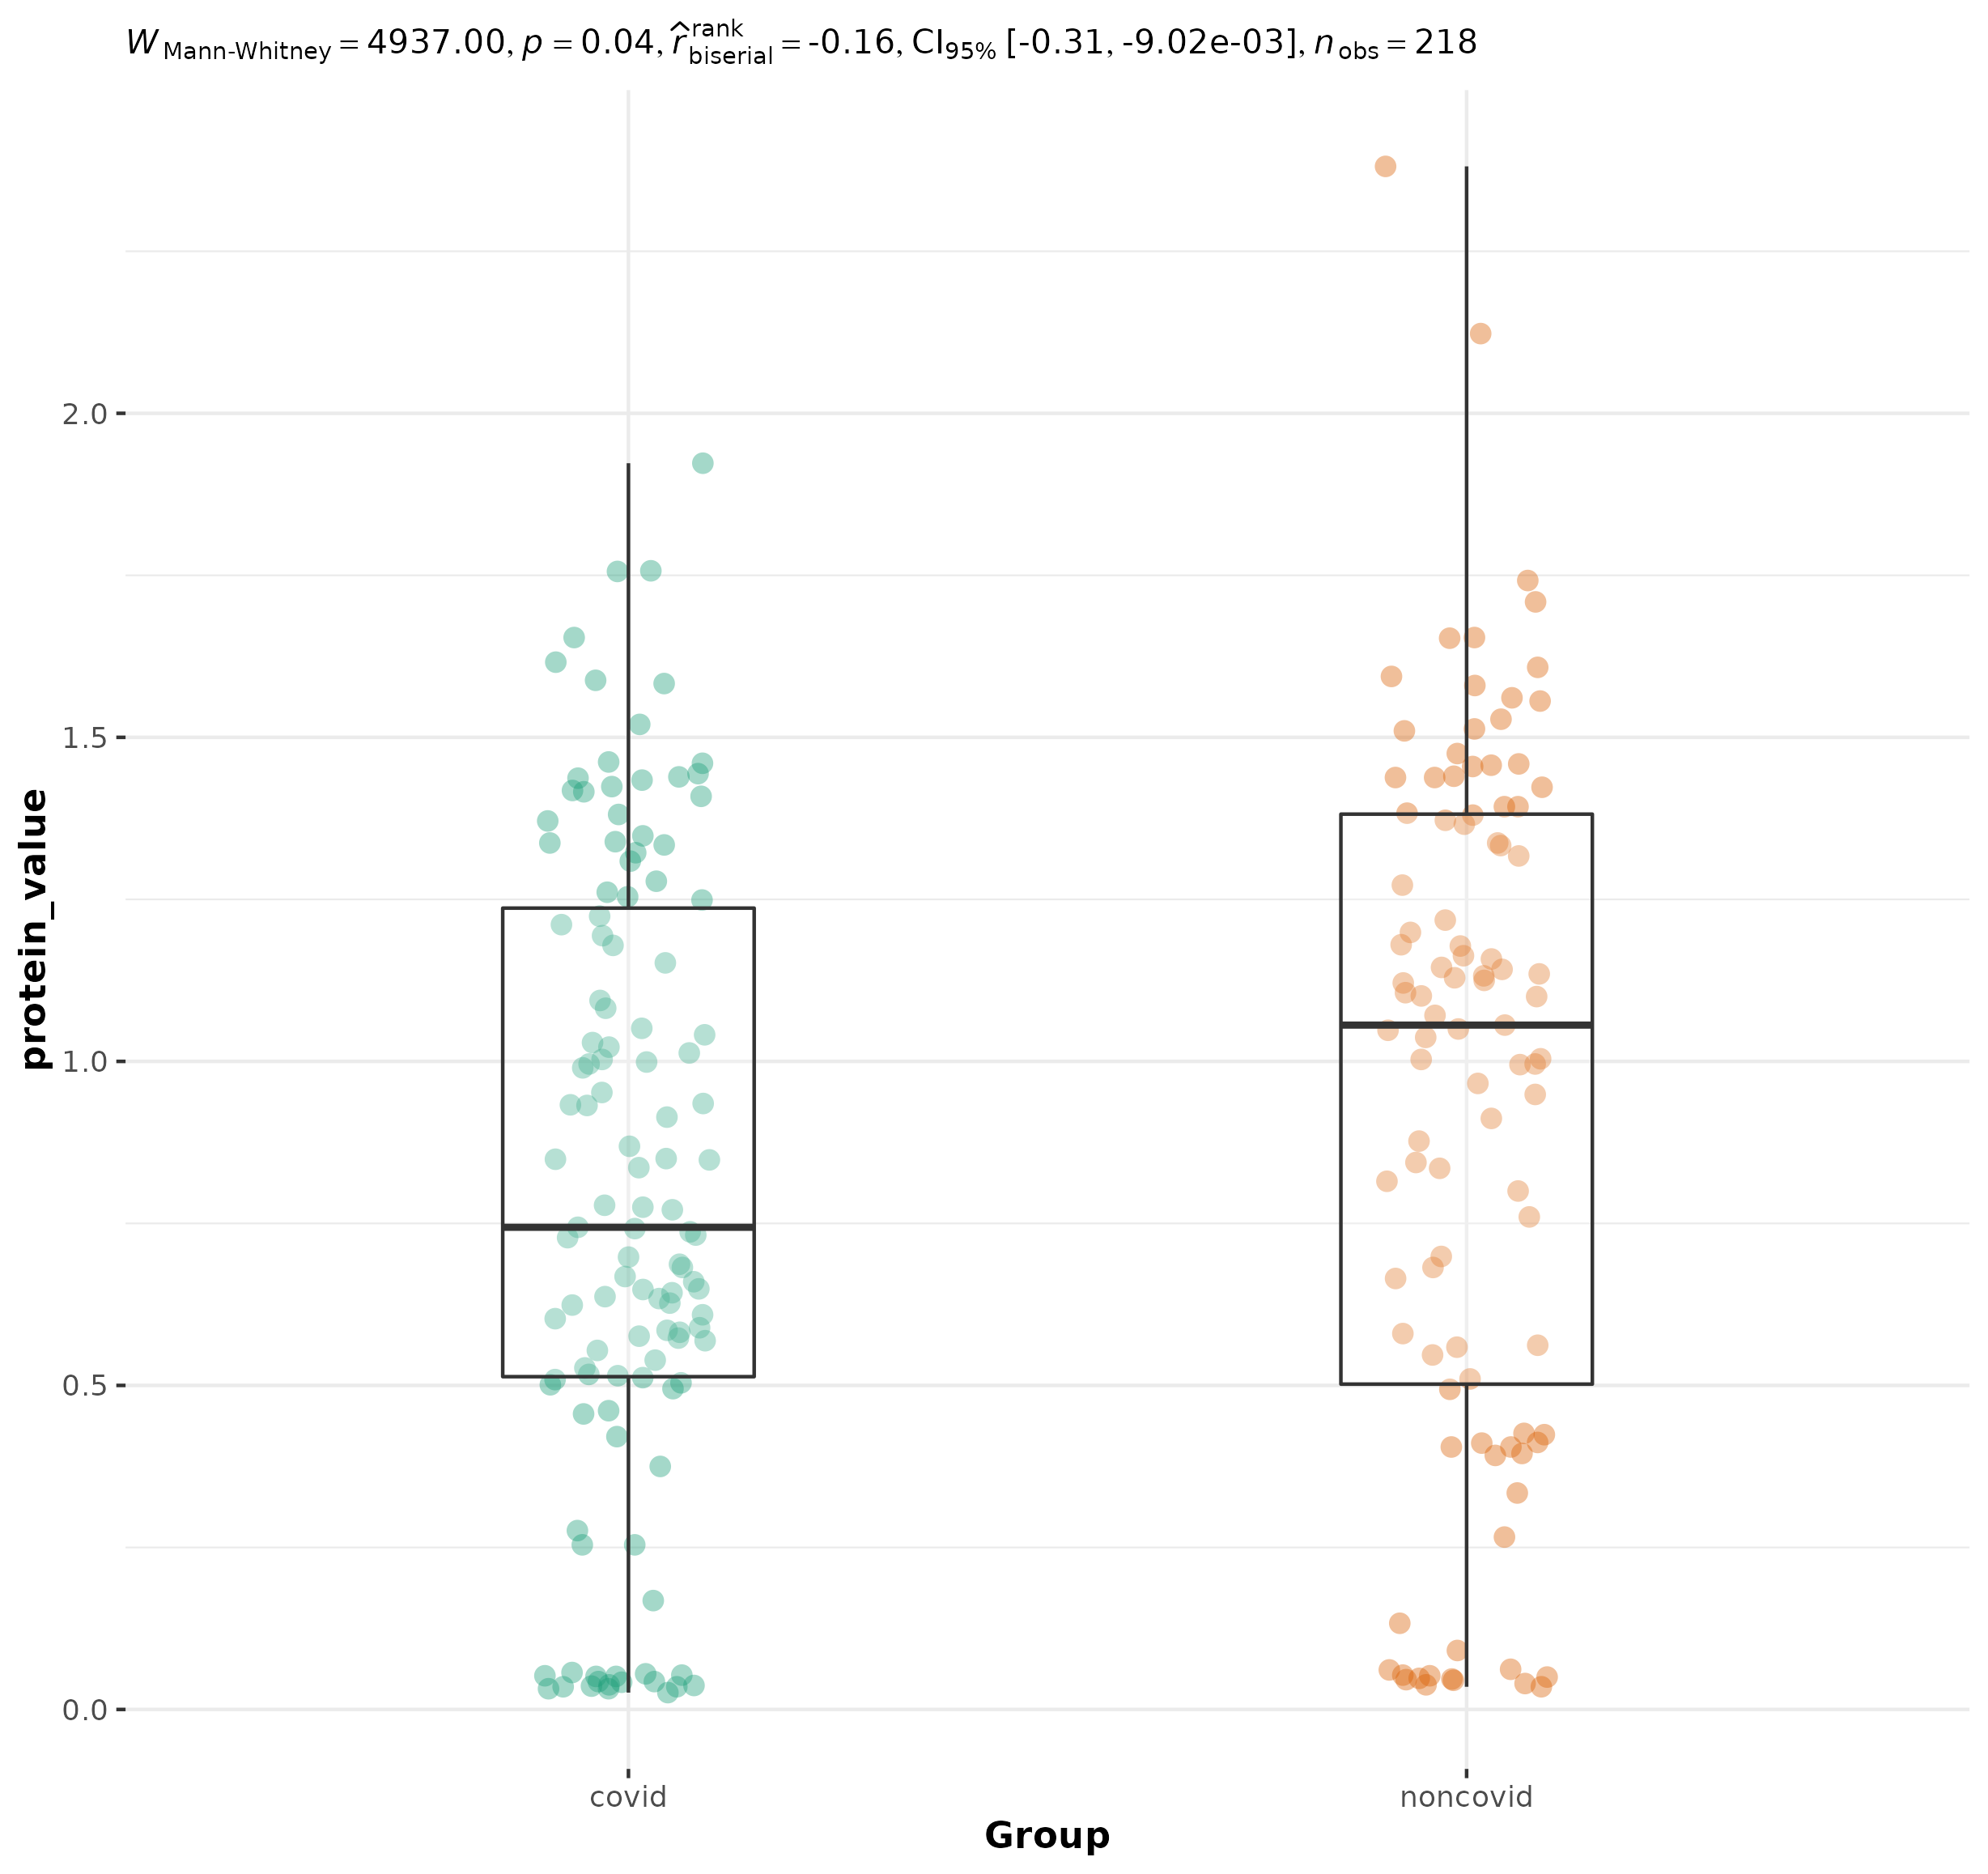 W Mann-Whitney = 4937.00, p = 0.04, r̂ rank biserial = -0.16, CI95% [-0.31, -9.02e-03], n obs = 218
2.0
1.5
1.0
0.5
0.0
protein_value
covid noncovid
Group